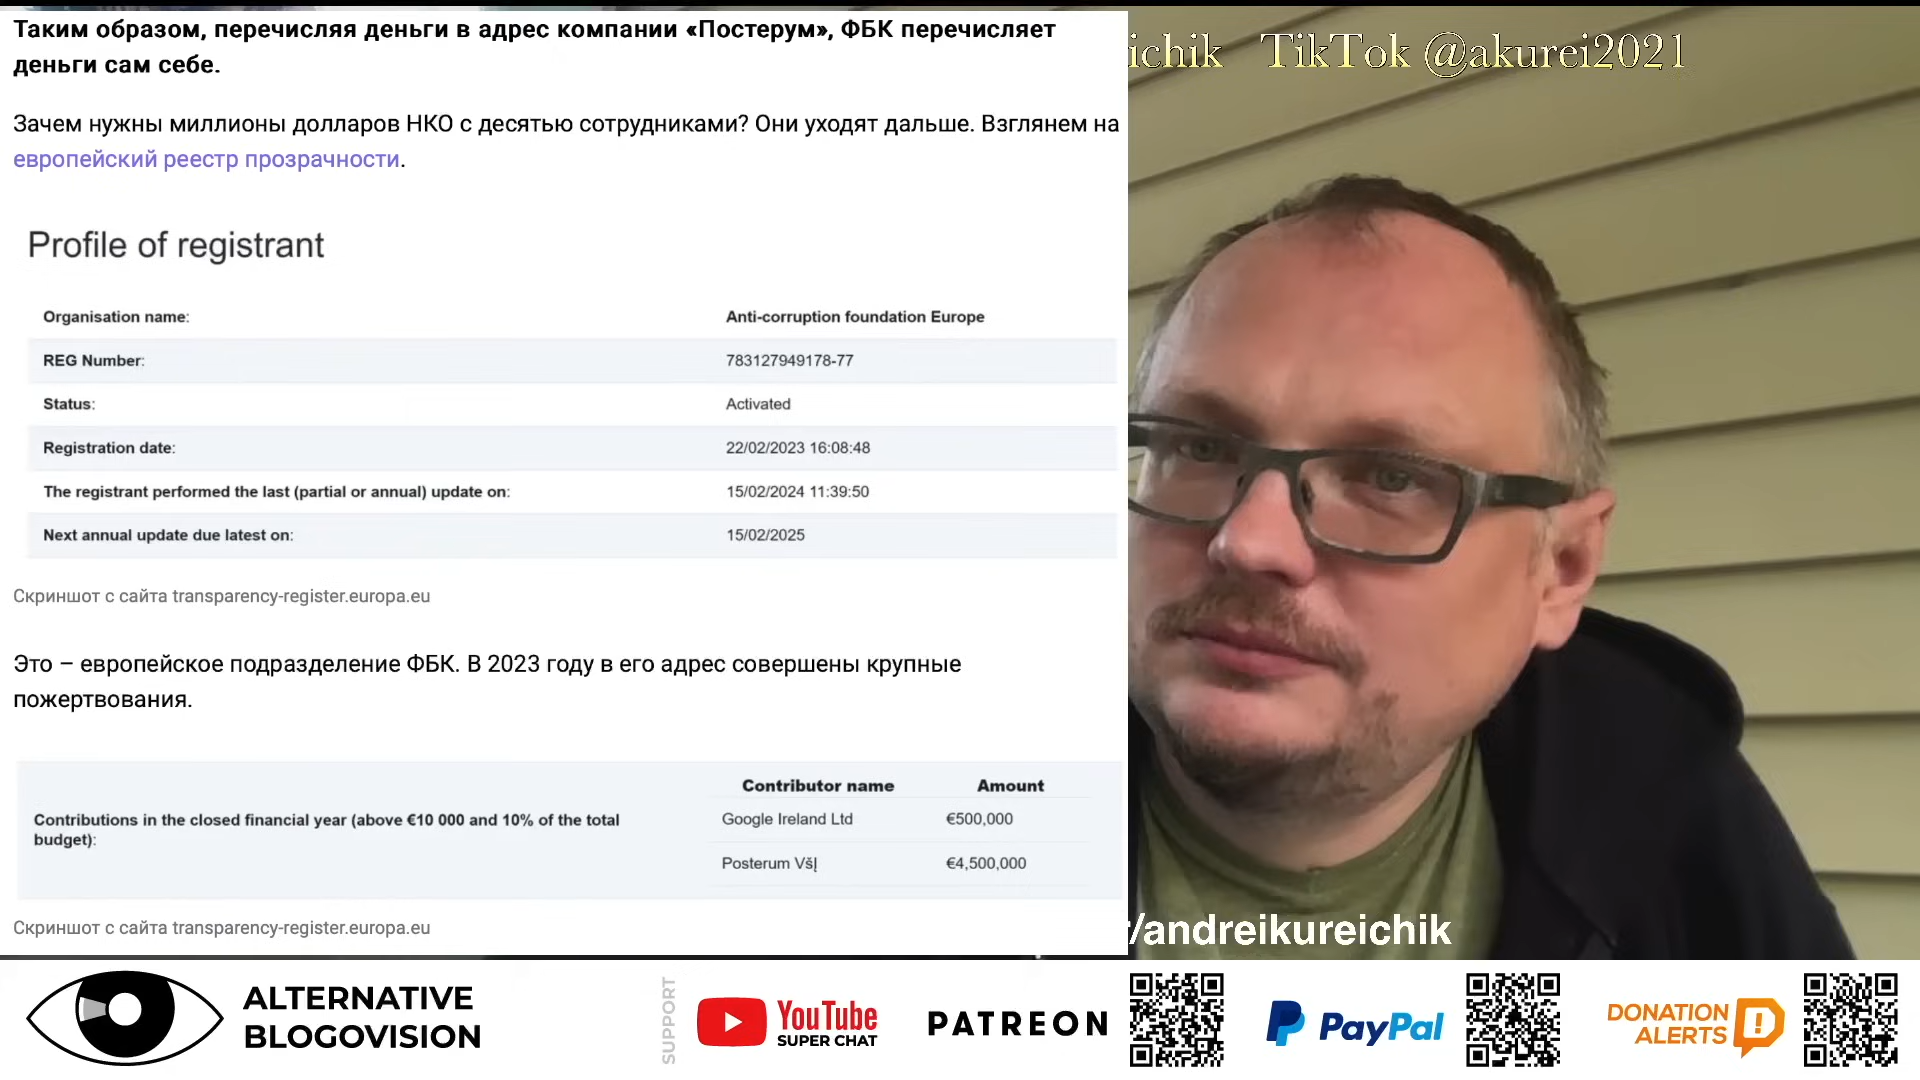 Таким образом, перечисляя деньги в адрес компании «Постерум», ФБК перечисляет
деньги сам себе.
Зачем нужны миллионы долларов НКО с десятью сотрудниками? Они уходят дальше. Взглянем на
европейский реестр прозрачности.
Profile of registrant
Organisation name: Anti-corruption foundation Europe
REG Number: 783127949178-77
Status: Activated
Registration date: 22/02/2023 16:08:48
The registrant performed the last (partial or annual) update on: 15/02/2024 11:39:50
Next annual update due latest on: 15/02/2025
Скриншот с сайта transparency-register.europa.eu
Это – европейское подразделение ФБК. В 2023 году в его адрес совершены крупные
пожертвования.
Contributor name Amount
Contributions in the closed financial year (above €10 000 and 10% of the total
budget):
Google Ireland Ltd €500,000
Posterum VšĮ €4,500,000
Скриншот с сайта transparency-register.europa.eu
ichik TikTok @akurei2021
/andreikureichik
ALTERNATIVE
BLOGOVISION
SUPPORT
YouTube
SUPER CHAT
PATREON
PayPal
DONATION
ALERTS